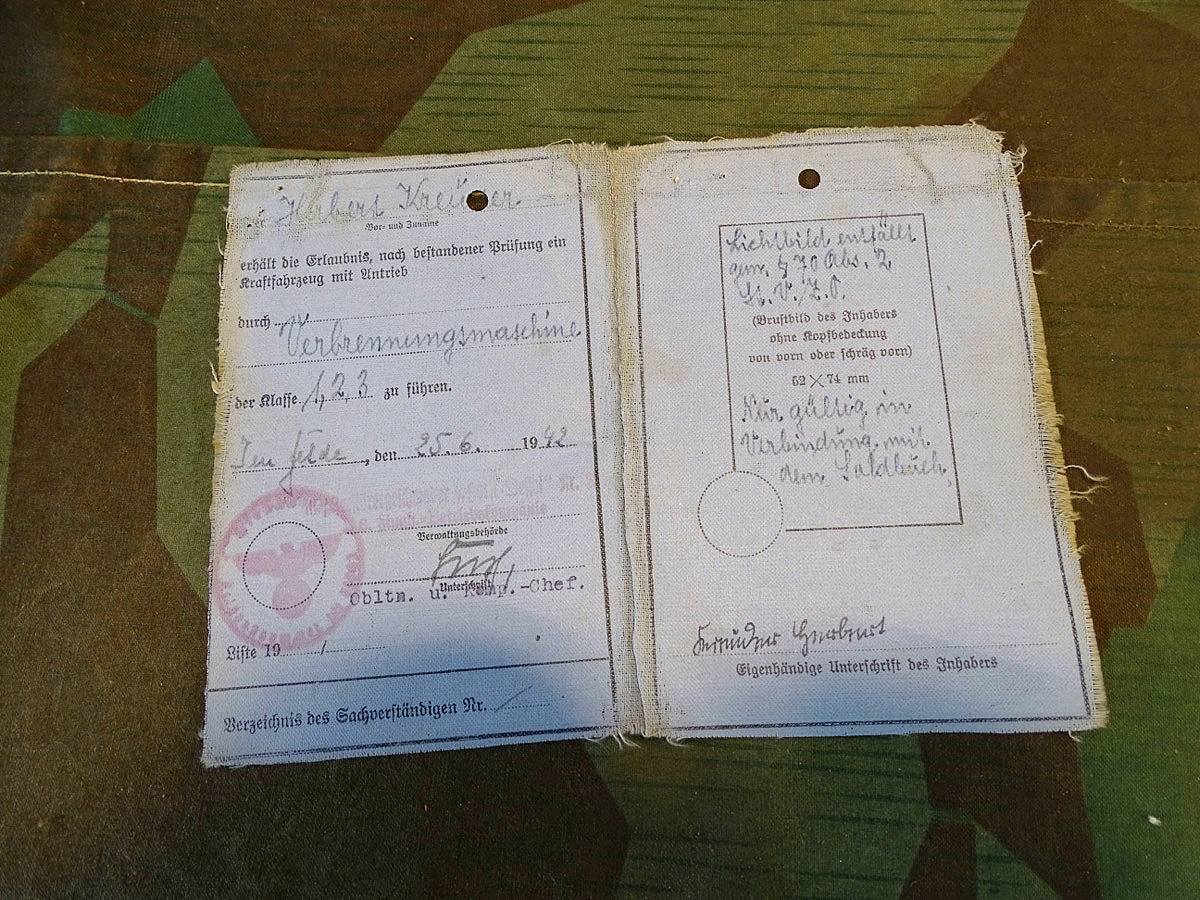 Der Hubert
Vor- und Zuname
erhält die Erlaubnis, nach bestandener Prüfung ein
Kraftfahrzeug mit Antrieb
durch
Verbrennungsmaschine
der Klasse 1, 2, 3 zu führen.
Im Felde, den 25.6. 1942
Verwaltungsbehörde
Unterschrift
Obltn. u. Komp.-Chef.
Liste 19 /
Verzeichnis des Sachverständigen Nr. /
Lichtbild entfällt
gem. § 70 Abs. 2
St. V. Z. O.
(Brustbild des Inhabers
ohne Kopfbedeckung
von vorn oder schräg vorn)
52 × 74 mm
Nur gültig in
Verbindung mit
dem Soldbuch.
Eigenhändige Unterschrift des Inhabers